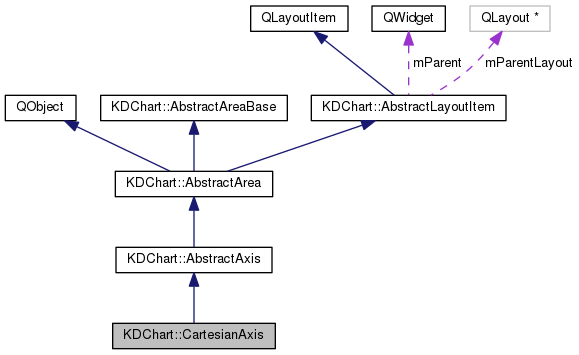 QLayoutItem
QWidget
QLayout *
mParent
mParentLayout
QObject
KDChart::AbstractAreaBase
KDChart::AbstractLayoutItem
KDChart::AbstractArea
KDChart::AbstractAxis
KDChart::CartesianAxis